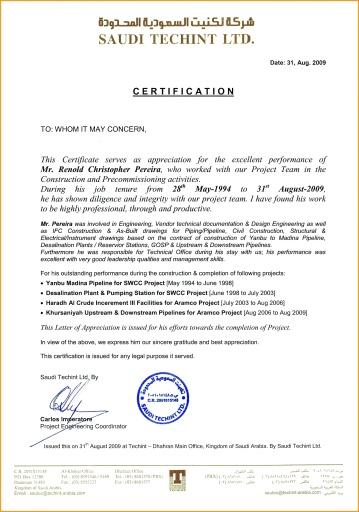 شركة تكنيت السعودية المحدودة
SAUDI TECHINT LTD.
Date: 31, Aug. 2009
CERTIFICATION
TO: WHOM IT MAY CONCERN,
This Certificate serves as appreciation for the excellent performance of
Mr. Renold Christopher Pereira, who worked with our Project Team in the
Construction and Precommissioning activities.
During his job tenure from 28th May-1994 to 31st August-2009,
he has shown diligence and integrity with our project team. I have found his work
to be highly professional, through and productive.
Mr. Pereira was involved in Engineering, Vendor technical documentation & Design Engineering as well
as IFC Construction & As-Built drawings for Piping/Pipeline, Civil Construction, Structural &
Electrical/Instrument drawings based on the contract of construction of Yanbu to Madina Pipeline,
Desalination Plants / Reservoir Stations, GOSP & Upstream & Downstream Pipelines.
Furthermore he was responsible for Technical Office during his stay with us; his performance was
excellent with very good leadership qualities and management skills.
For his outstanding performance during the construction & completion of following projects:
• Yanbu Madina Pipeline for SWCC Project [May 1994 to June 1998]
• Desalination Plant & Pumping Station for SWCC Project [June 1998 to July 2003]
• Haradh Al Crude Increment III Facilities for Aramco Project [July 2003 to Aug 2006]
• Khursaniyah Upstream & Downstream Pipelines for Aramco Project [Aug 2006 to Aug 2009]
This Letter of Appreciation is issued for his efforts towards the completion of Project.
In view of the above, we express him our sincere gratitude and best appreciation.
This certification is issued for any legal purpose if served.
Saudi Techint Ltd, By
SAUDI TECHINT LTD.
Carlos Imperatore
Project Engineering Coordinator
Issued this on 31st August 2009 at Techint – Dhahran Main Office, Kingdom of Saudi Arabia. By Saudi Techint Ltd.
Al-Khobar Office
Dhahran Office
Kingdom of Saudi Arabia